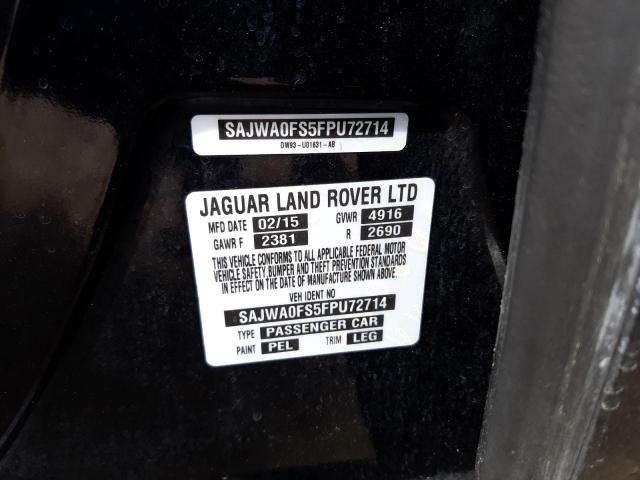 SAJWA0FS5FPU72714
DW93-U01631-AB
JAGUAR LAND ROVER LTD
MFD DATE 02/15 GVWR 4916
GAWR F 2381 R 2690
THIS VEHICLE CONFORMS TO ALL APPLICABLE FEDERAL MOTOR
VEHICLE SAFETY,BUMPER AND THEFT PREVENTION STANDARDS
IN EFFECT ON THE DATE OF MANUFACTURE SHOWN ABOVE.
VEH IDENT NO
SAJWA0FS5FPU72714
TYPE PASSENGER CAR
PAINT PEL TRIM LEG